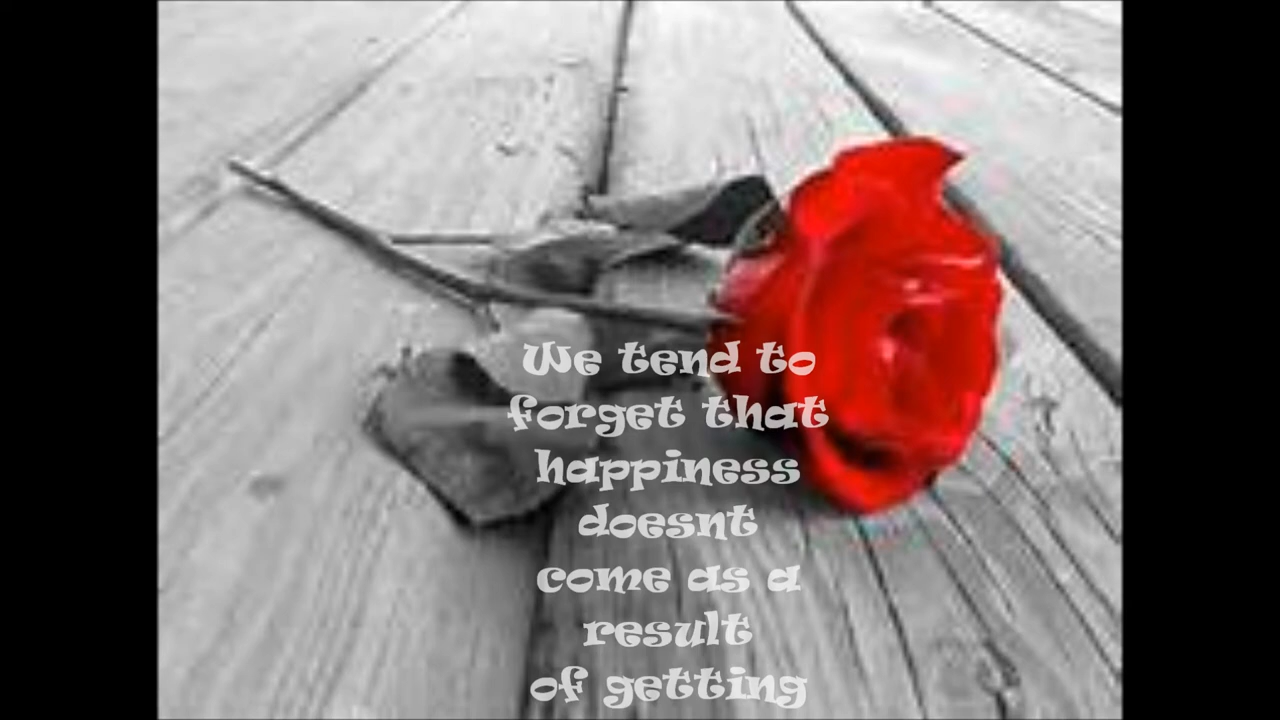 We tend to
forget that
happiness
doesnt
come as a
result
of getting